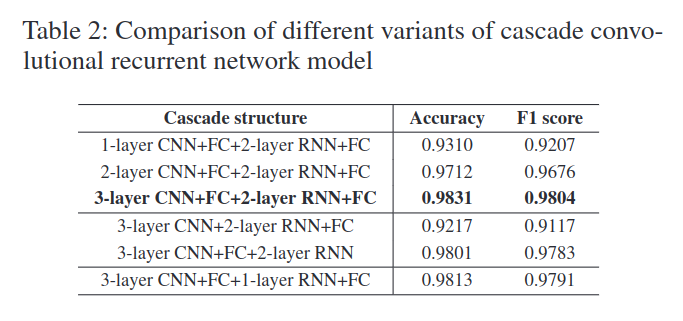 Table 2: Comparison of different variants of cascade convo-
lutional recurrent network model
Cascade structure Accuracy F1 score
1-layer CNN+FC+2-layer RNN+FC 0.9310 0.9207
2-layer CNN+FC+2-layer RNN+FC 0.9712 0.9676
3-layer CNN+FC+2-layer RNN+FC 0.9831 0.9804
3-layer CNN+2-layer RNN+FC 0.9217 0.9117
3-layer CNN+FC+2-layer RNN 0.9801 0.9783
3-layer CNN+FC+1-layer RNN+FC 0.9813 0.9791